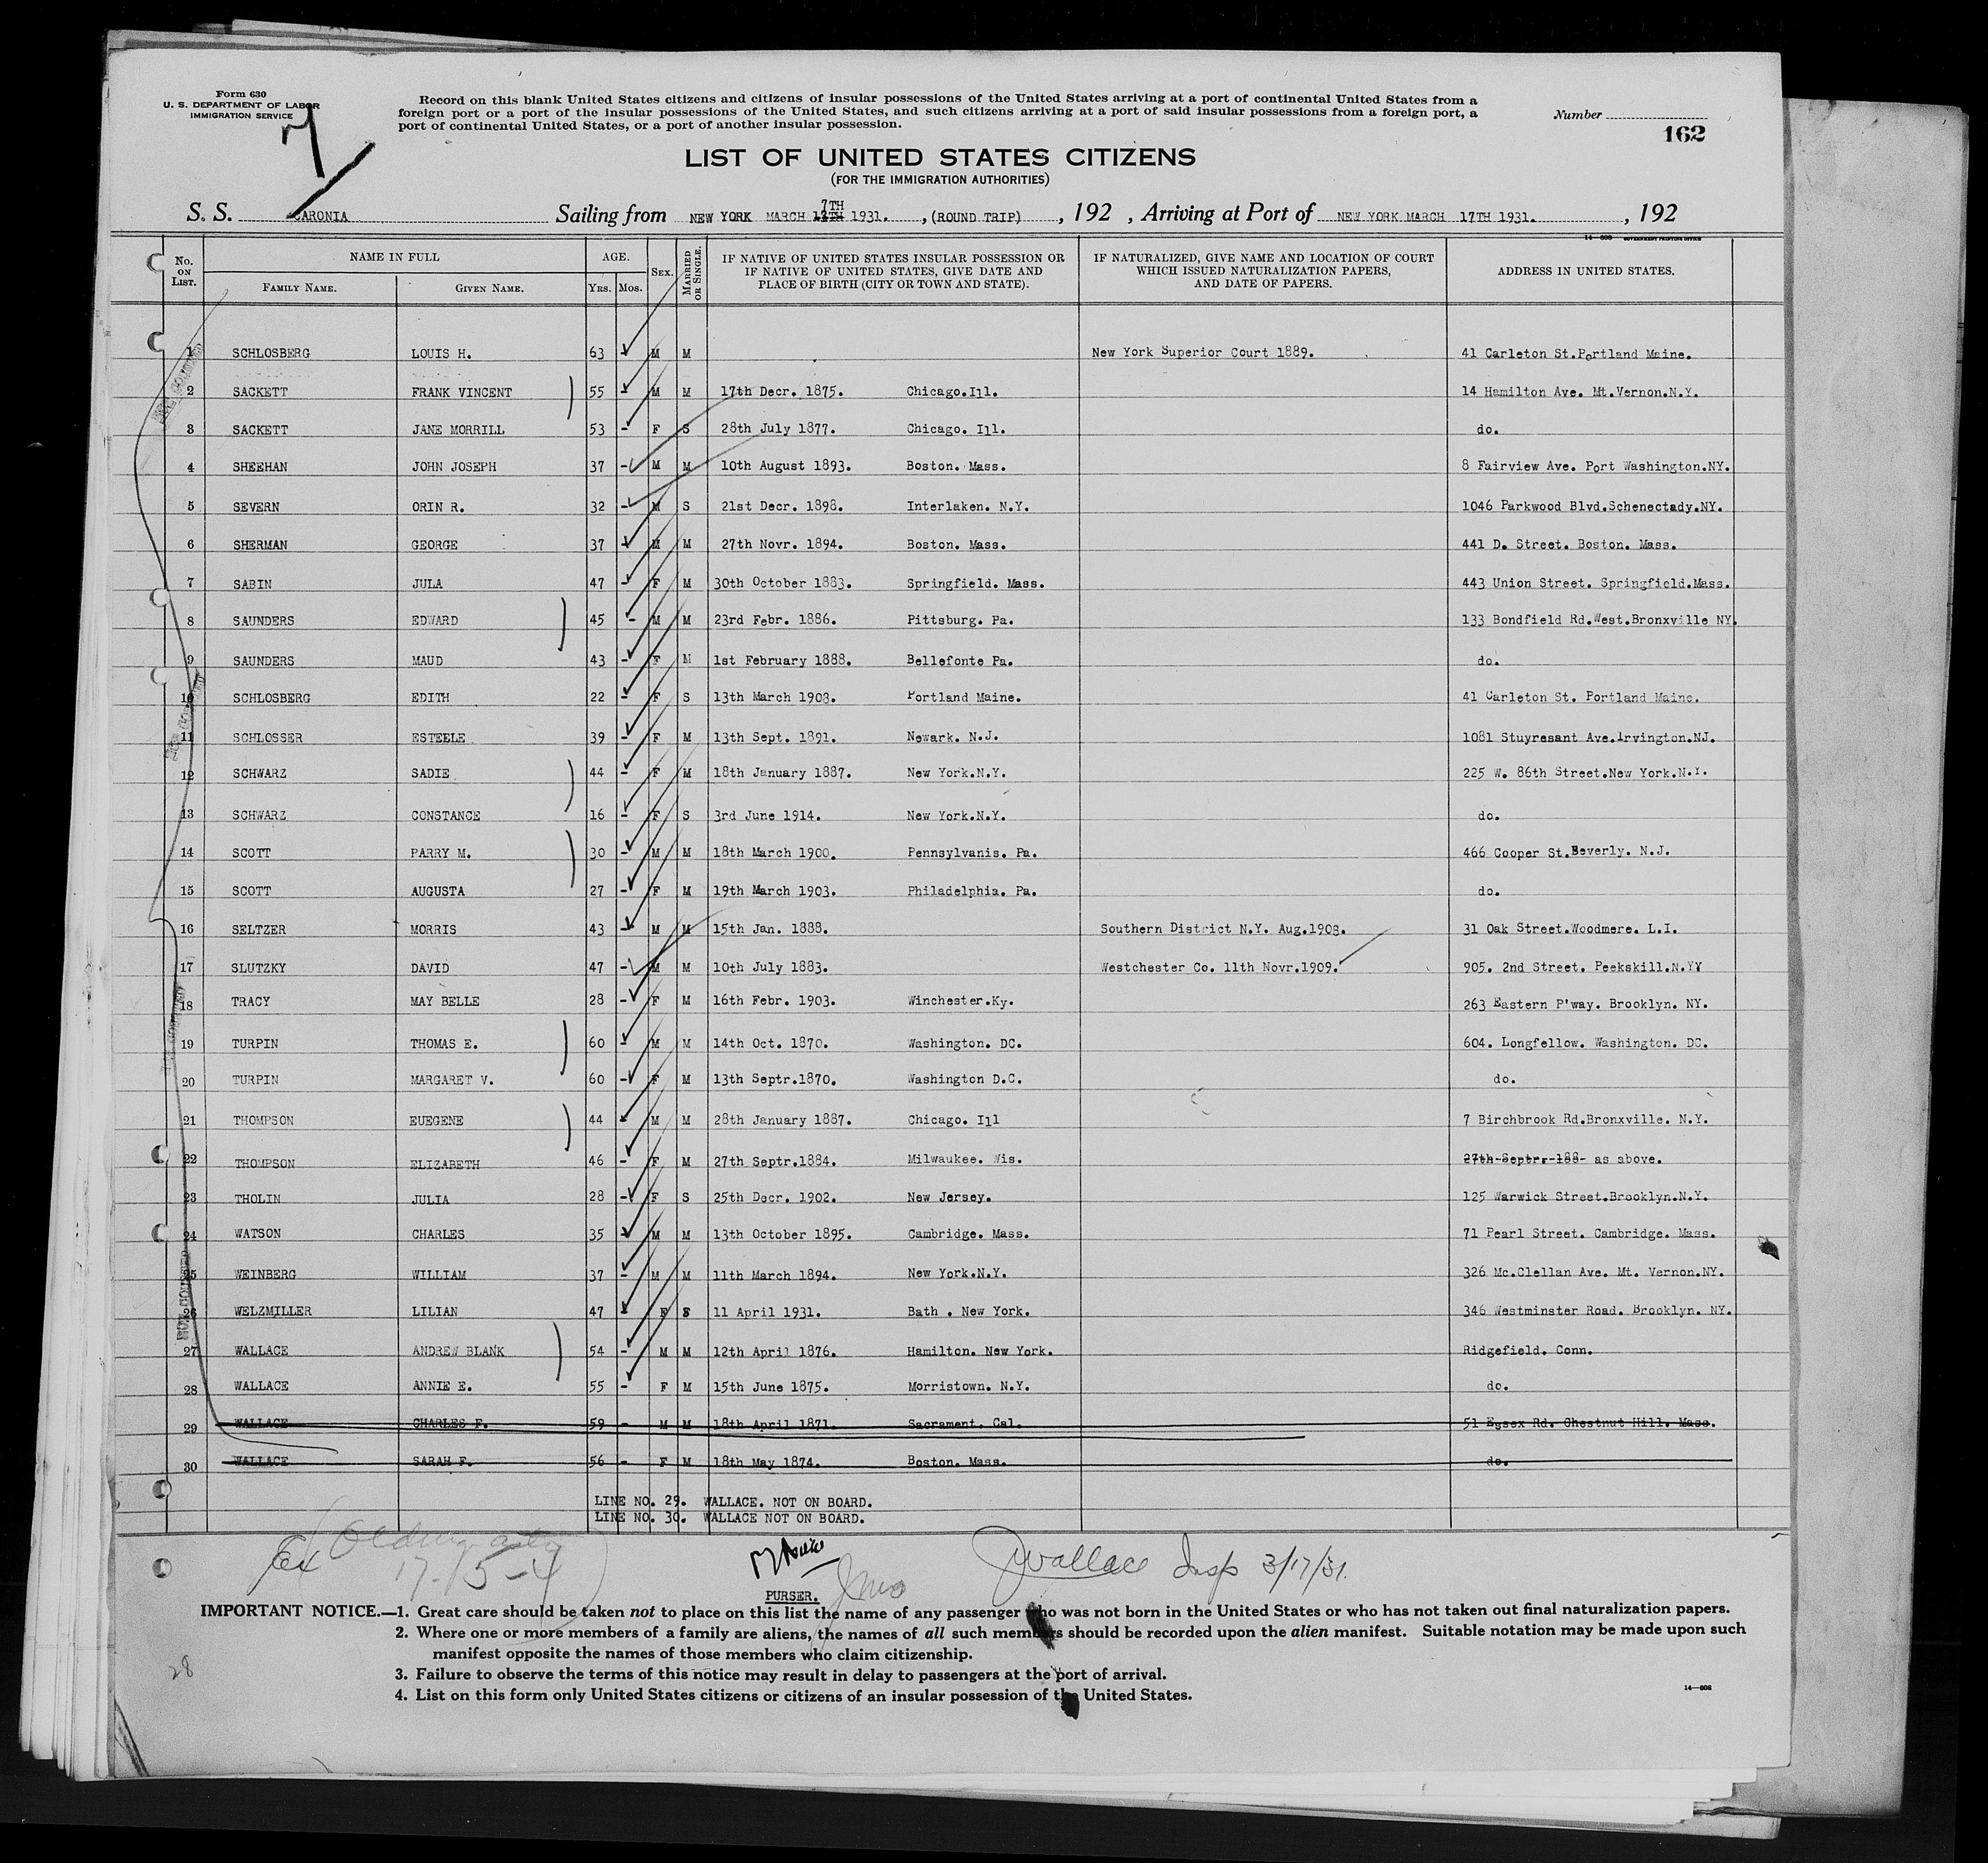 Form 630
U. S. DEPARTMENT OF LABOR
IMMIGRATION SERVICE
7
Record on this blank United States citizens and citizens of insular possessions of the United States arriving at a port of continental United States from a
foreign port or a port of the insular possessions of the United States, and such citizens arriving at a port of said insular possessions from a foreign port, a
port of continental United States, or a port of another insular possession.
Number
162
LIST OF UNITED STATES CITIZENS
(FOR THE IMMIGRATION AUTHORITIES)
S. S. CARONIA Sailing from NEW YORK MARCH 7TH 1931. , (ROUND TRIP) , 192 , Arriving at Port of NEW YORK MARCH 17TH 1931. , 192
14—608 GOVERNMENT PRINTING OFFICE
No. ON LIST. NAME IN FULL FAMILY NAME. GIVEN NAME. AGE. YRS. MOS. SEX. MARRIED OR SINGLE. IF NATIVE OF UNITED STATES INSULAR POSSESSION OR IF NATIVE OF UNITED STATES, GIVE DATE AND PLACE OF BIRTH (CITY OR TOWN AND STATE). IF NATURALIZED, GIVE NAME AND LOCATION OF COURT WHICH ISSUED NATURALIZATION PAPERS, AND DATE OF PAPERS. ADDRESS IN UNITED STATES.
1 SCHLOSBERG LOUIS H. 63 M M New York Superior Court 1889. 41 Carleton St.Portland Maine.
2 SACKETT FRANK VINCENT 55 - M M 17th Decr. 1875. Chicago.Ill. 14 Hamilton Ave. Mt.Vernon.N.Y.
3 SACKETT JANE MORRILL 53 - F S 28th July 1877. Chicago. Ill. do.
4 SHEEHAN JOHN JOSEPH 37 - M M 10th August 1893. Boston. Mass. 8 Fairview Ave. Port Washington.NY.
5 SEVERN ORIN R. 32 - M S 21st Decr. 1898. Interlaken. N.Y. 1046 Parkwood Blvd.Schenectady.NY.
6 SHERMAN GEORGE 37 - M M 27th Novr. 1894. Boston. Mass. 441 D. Street. Boston. Mass.
7 SABIN JULA 47 - F M 30th October 1883. Springfield. Mass. 443 Union Street. Springfield.Mass.
8 SAUNDERS EDWARD 45 - M M 23rd Febr. 1886. Pittsburg. Pa. 133 Bondfield Rd.West.Bronxville NY.
9 SAUNDERS MAUD 43 - F M 1st February 1888. Bellefonte Pa. do.
10 SCHLOSBERG EDITH 22 - F S 13th March 1908. Portland Maine. 41 Carleton St. Portland Maine.
11 SCHLOSSER ESTEELE 39 - F M 13th Sept. 1891. Newark. N.J. 1081 Stuyresant Ave.Irvington.NJ.
12 SCHWARZ SADIE 44 - F M 18th January 1887. New York.N.Y. 225 W. 86th Street.New York.N.Y.
13 SCHWARZ CONSTANCE 16 - F S 3rd June 1914. New York.N.Y. do.
14 SCOTT PARRY M. 30 - M M 18th March 1900. Pennsylvanis. Pa. 466 Cooper St.Beverly. N.J.
15 SCOTT AUGUSTA 27 - F M 19th March 1903. Philadelphia. Pa. do.
16 SELTZER MORRIS 43 - M M 15th Jan. 1888. Southern District N.Y. Aug.1908. 31 Oak Street.Woodmere. L.I.
17 SLUTZKY DAVID 47 - M M 10th July 1883. Westchester Co. 11th Novr.1909. 905. 2nd Street. Peekskill.N.YY
18 TRACY MAY BELLE 28 - F M 16th Febr. 1903. Winchester.Ky. 263 Eastern P'way. Brooklyn. NY.
19 TURPIN THOMAS E. 60 - M M 14th Oct. 1870. Washington. DC. 604. Longfellow. Washington. DC.
20 TURPIN MARGARET V. 60 - F M 13th Septr.1870. Washington D.C. do.
21 THOMPSON EUEGENE 44 - M M 28th January 1887. Chicago. Ill 7 Birchbrook Rd.Bronxville. N.Y.
22 THOMPSON ELIZABETH 46 - F M 27th Septr.1884. Milwaukee. Wis. 27th Septr. 188- as above.
23 THOLIN JULIA 28 - F S 25th Decr. 1902. New Jersey. 125 Warwick Street.Brooklyn.N.Y.
24 WATSON CHARLES 35 - M M 13th October 1895. Cambridge. Mass. 71 Pearl Street. Cambridge. Mass.
25 WEINBERG WILLIAM 37 - M M 11th March 1894. New York.N.Y. 326 Mc.Clellan Ave. Mt. Vernon.NY.
26 WELZMILLER LILIAN 47 - F S 11 April 1931. Bath . New York. 346 Westminster Road. Brooklyn. NY.
27 WALLACE ANDREW BLANK 54 - M M 12th April 1876. Hamilton. New York. Ridgefield. Conn.
28 WALLACE ANNIE E. 55 - F M 15th June 1875. Morristown. N.Y. do.
29 WALLACE CHARLES F. 59 - M M 18th April 1871. Sacrament. Cal. 51 Egsex Rd. Chestnut Hill. Mass.
30 WALLACE SARAH F. 56 - F M 18th May 1874. Boston. Mass. do.
LINE NO. 29. WALLACE. NOT ON BOARD.
LINE NO. 30. WALLACE NOT ON BOARD.
17-15-4
Wallace Insp 3/17/31.
PURSER.
IMPORTANT NOTICE.—1. Great care should be taken not to place on this list the name of any passenger who was not born in the United States or who has not taken out final naturalization papers.
2. Where one or more members of a family are aliens, the names of all such members should be recorded upon the alien manifest. Suitable notation may be made upon such
manifest opposite the names of those members who claim citizenship.
3. Failure to observe the terms of this notice may result in delay to passengers at the port of arrival.
4. List on this form only United States citizens or citizens of an insular possession of the United States.
28
14—608